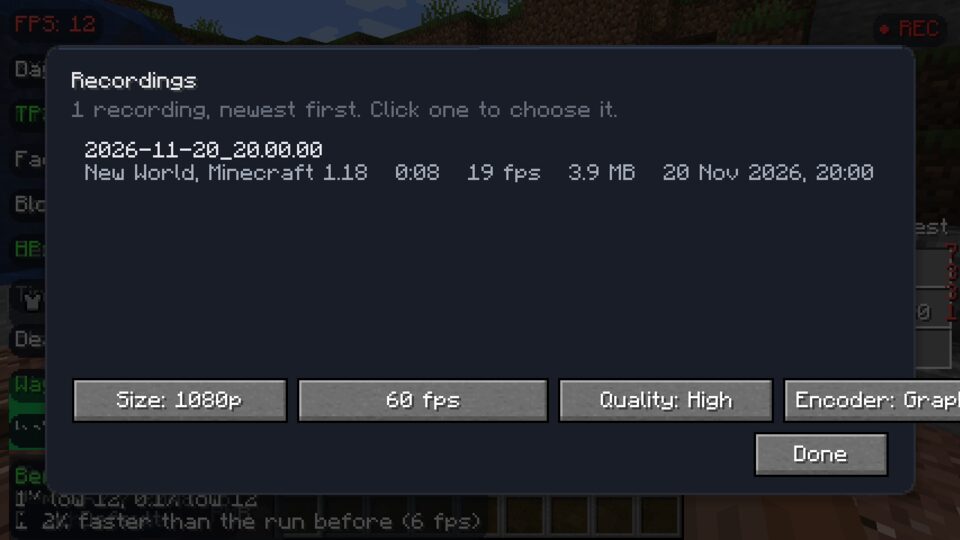 FPS: 12
REC
Recordings
1 recording, newest first. Click one to choose it.
2026-11-20_20.00.00
New World, Minecraft 1.18 0:08 19 fps 3.9 MB 20 Nov 2026, 20:00
Size: 1080p
60 fps
Quality: High
Encoder:
Done
1% low 12, 0.1% low 12
2X faster than the run before (6 fps)